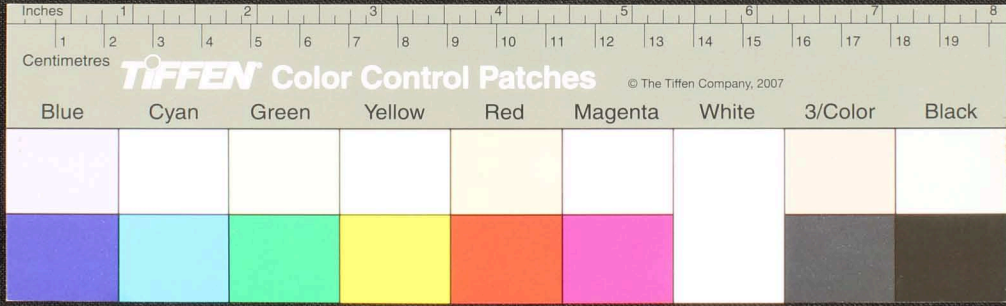 Inches 1 2 3 4 5 6 7 8
1 2 3 4 5 6 7 8 9 10 11 12 13 14 15 16 17 18 19
Centimetres
TIFFEN® Color Control Patches © The Tiffen Company, 2007
Blue Cyan Green Yellow Red Magenta White 3/Color Black